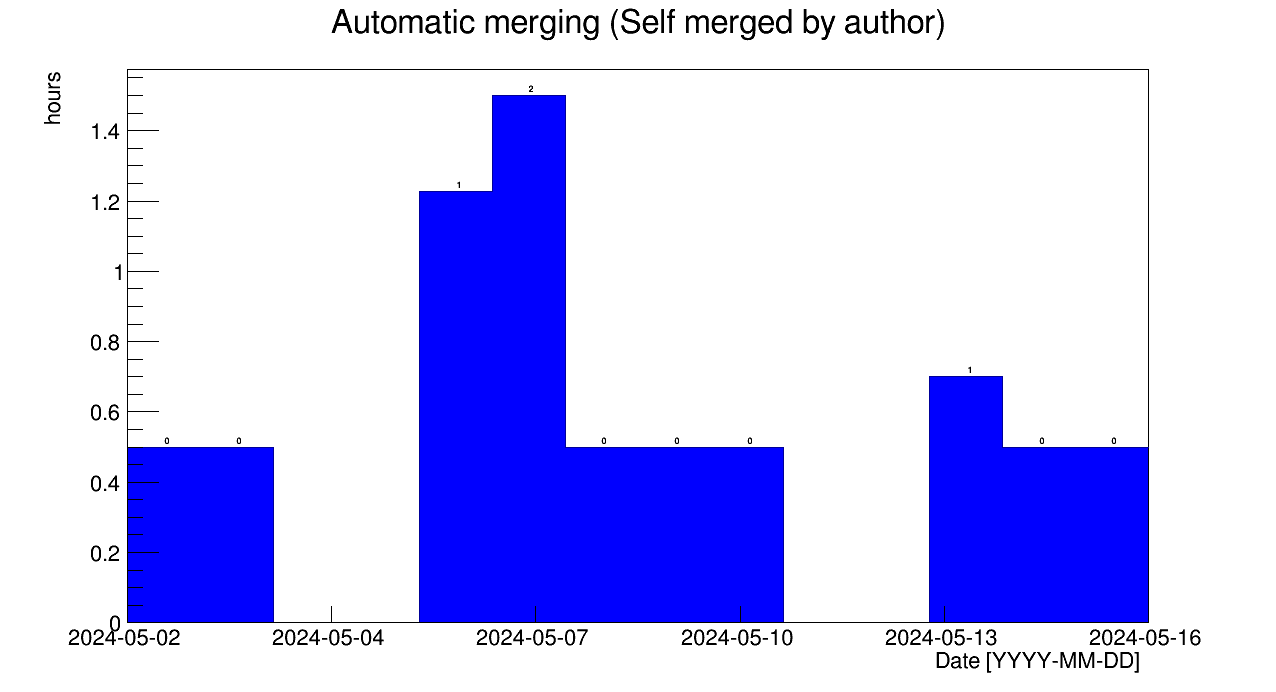 Automatic merging (Self merged by author)
hours
1.4
1.2
1
0.8
0.6
0.4
0.2
0
0 0 1 2 0 0 0 1 0 0
2024-05-02 2024-05-04 2024-05-07 2024-05-10 2024-05-13 2024-05-16
Date [YYYY-MM-DD]